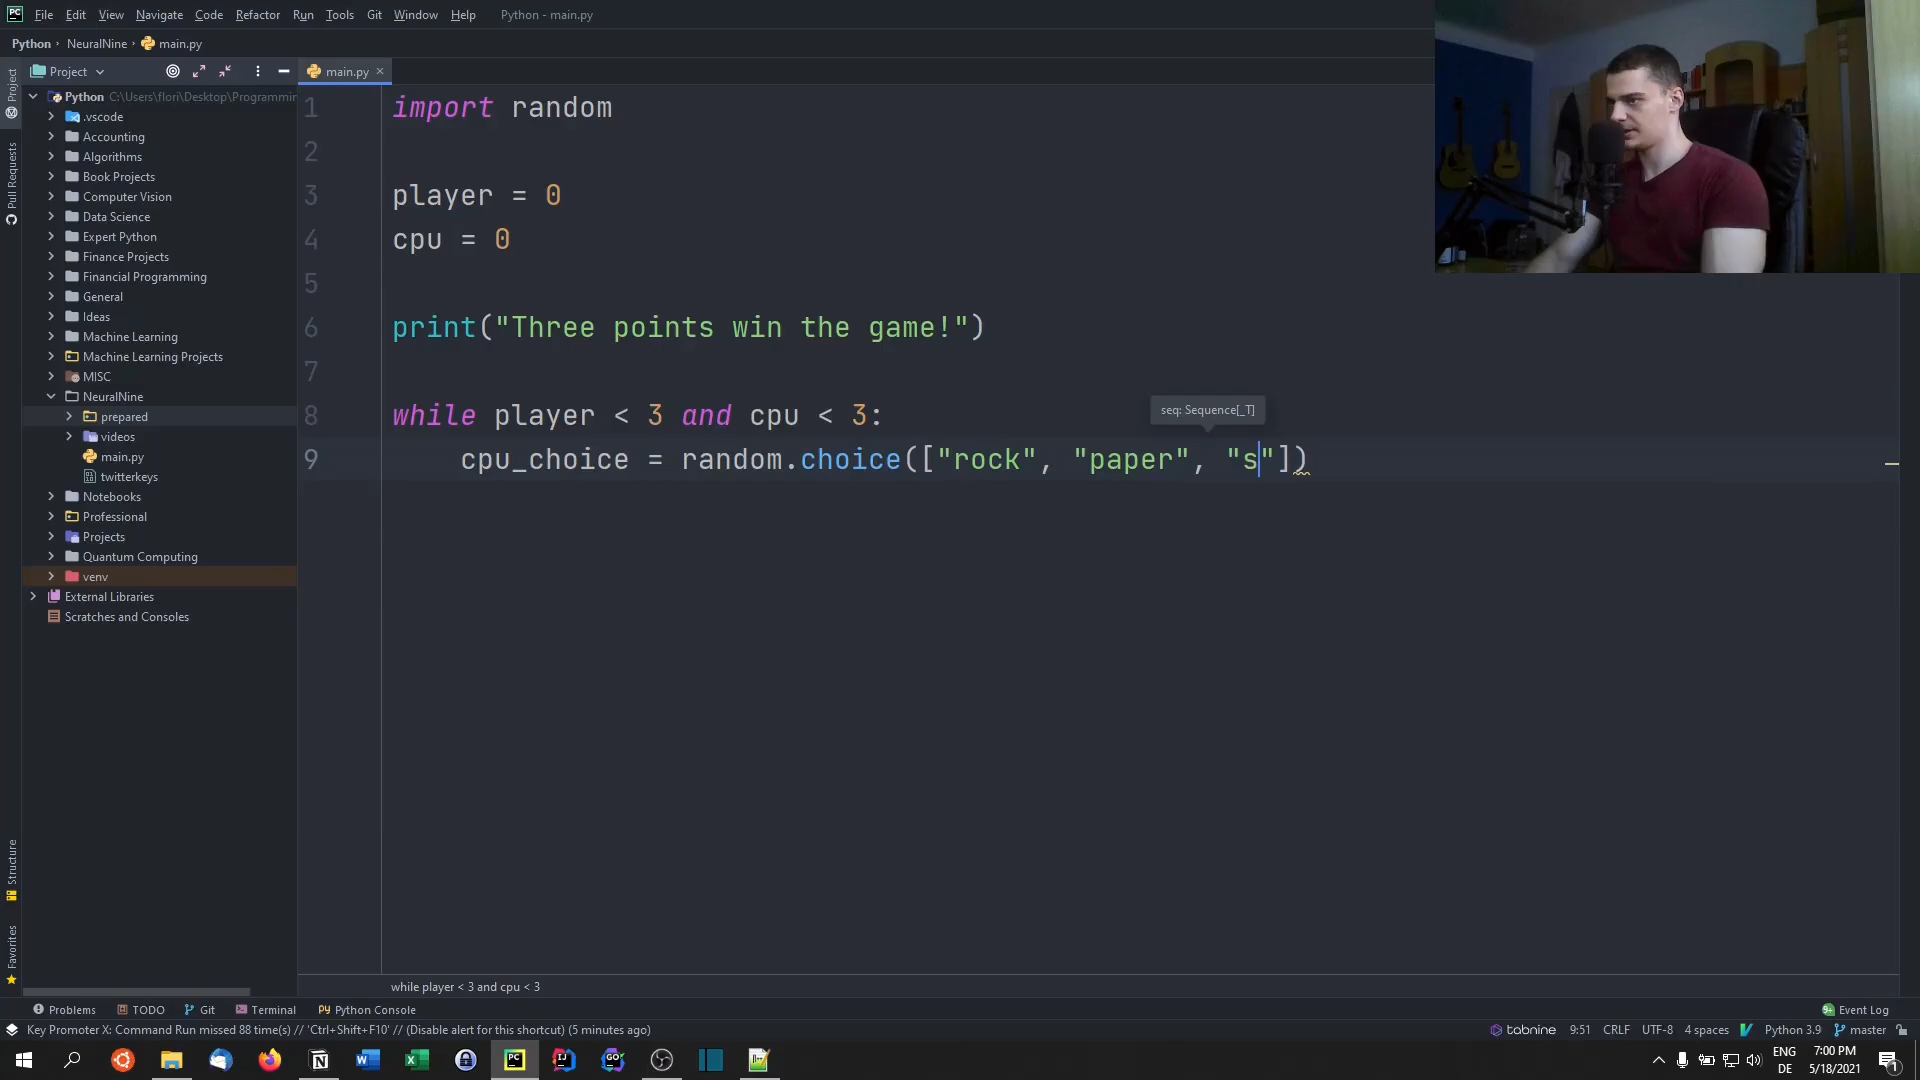 PC File Edit View Navigate Code Refactor Run Tools Git Window Help Python - main.py
Python NeuralNine main.py
Project
main.py
Project
Pull Requests
Structure
Favorites
Python C:\Users\flori\Desktop\Programmin
.vscode
Accounting
Algorithms
Book Projects
Computer Vision
Data Science
Expert Python
Finance Projects
Financial Programming
General
Ideas
Machine Learning
Machine Learning Projects
MISC
NeuralNine
prepared
videos
main.py
twitterkeys
Notebooks
Professional
Projects
Quantum Computing
venv
External Libraries
Scratches and Consoles
1 import random
2
3 player = 0
4 cpu = 0
5
6 print("Three points win the game!")
7
8 while player < 3 and cpu < 3:
seq: Sequence[_T]
9 cpu_choice = random.choice(["rock", "paper", "s"])
while player < 3 and cpu < 3
Problems TODO Git Terminal Python Console Event Log
Key Promoter X: Command Run missed 88 time(s) // 'Ctrl+Shift+F10' // (Disable alert for this shortcut) (5 minutes ago) tabnine 9:51 CRLF UTF-8 4 spaces Python 3.9 master
ENG 7:00 PM
DE 5/18/2021